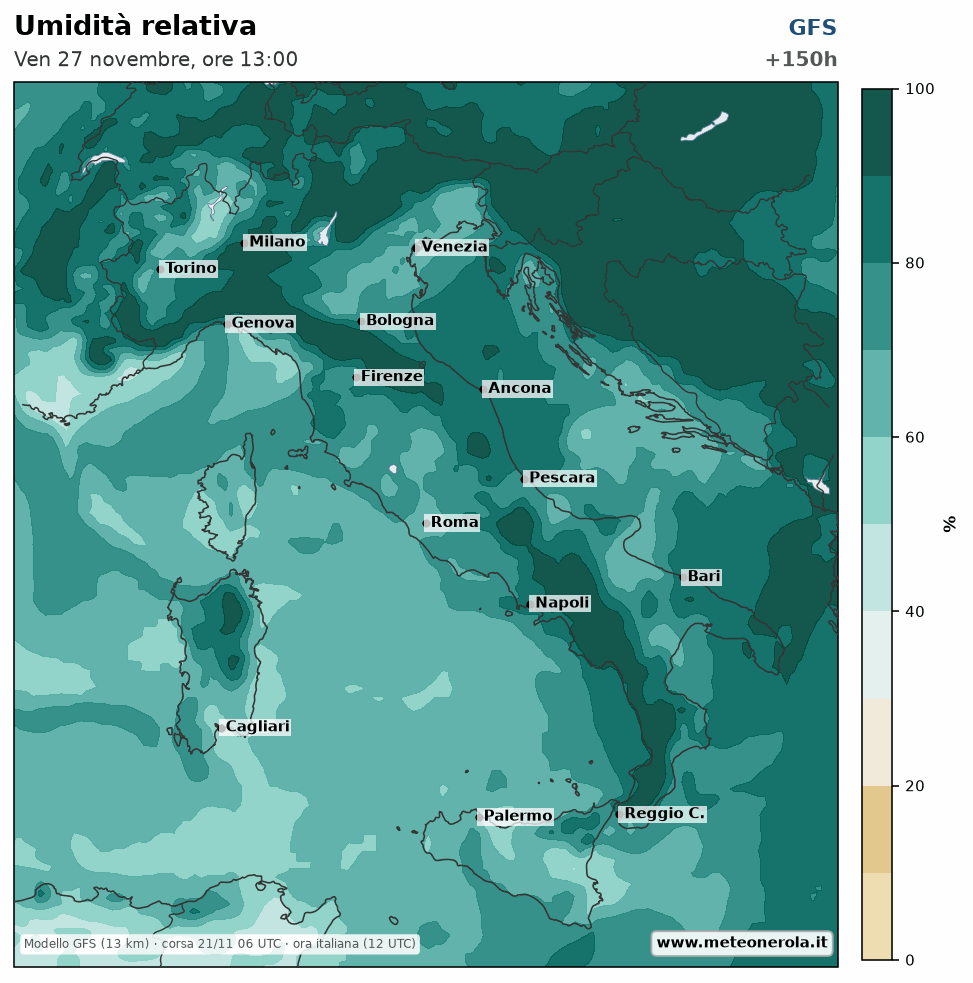 Umidità relativa
GFS
Ven 27 novembre, ore 13:00
+150h
100
80
60
40
20
0
%
Milano
Venezia
Torino
Genova
Bologna
Firenze
Ancona
Pescara
Roma
Bari
Napoli
Cagliari
Palermo
Reggio C.
Modello GFS (13 km) · corsa 21/11 06 UTC · ora italiana (12 UTC)
www.meteonerola.it